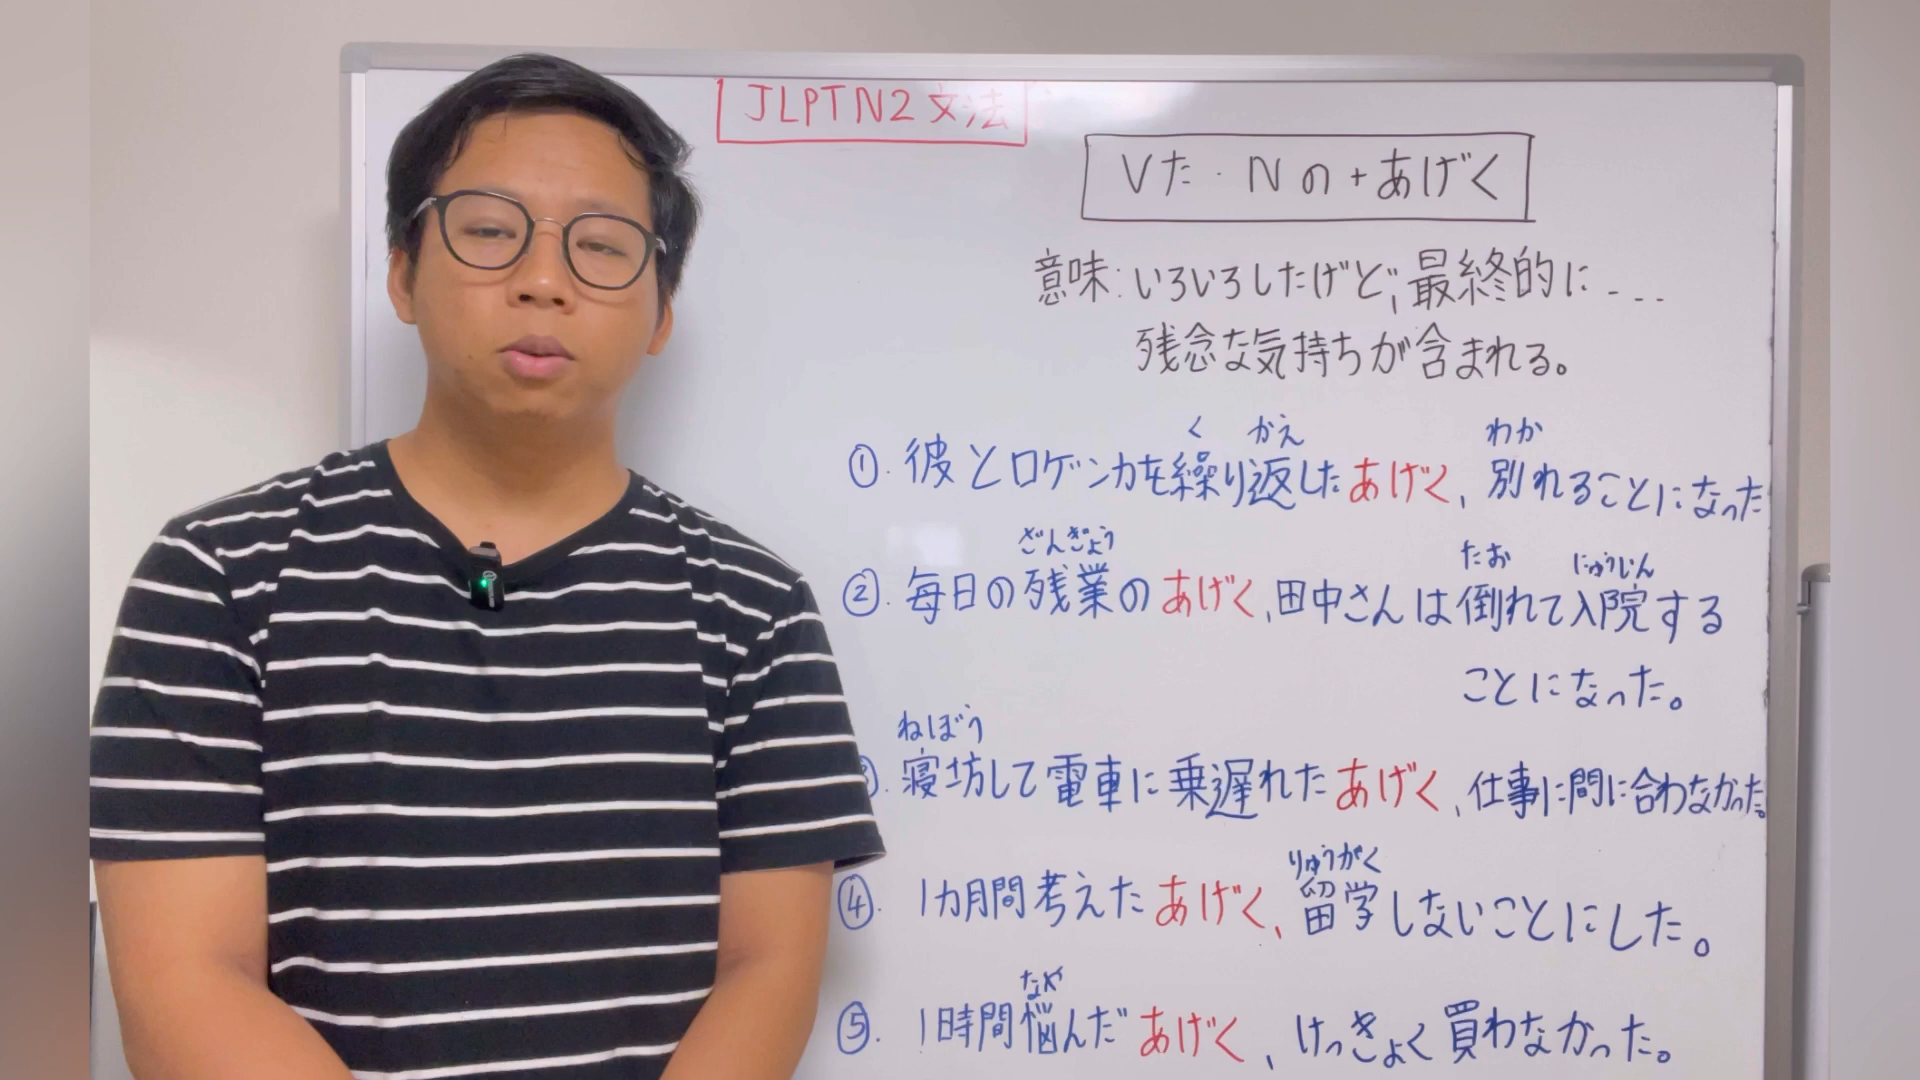 JLPT N2 文法
Vた・Nの+あげく
意味:いろいろしたけど、最終的に---
残念な気持ちが含まれる。
く かえ わか
①. 彼と口ゲンカを繰り返したあげく、別れることになった
ざんぎょう たお にゅういん
②. 毎日の残業のあげく、田中さんは倒れて入院する
ことになった。
ねぼう
③. 寝坊して電車に乗遅れたあげく、仕事に間に合わなかった。
りゅうがく
④. 1カ月間考えたあげく、留学しないことにした。
なや
⑤. 1時間悩んだあげく、けっきょく買わなかった。